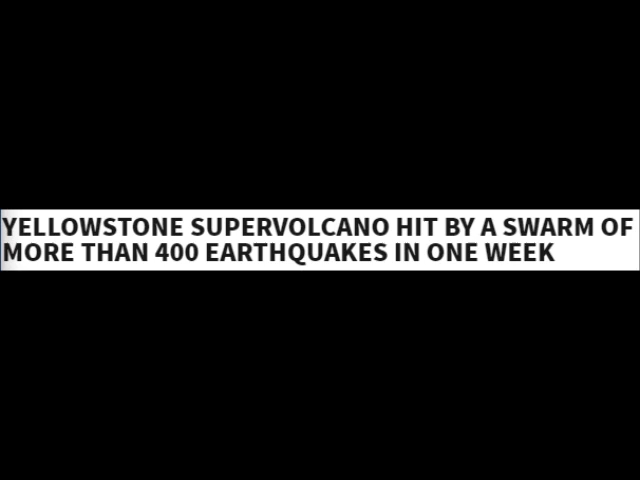 YELLOWSTONE SUPERVOLCANO HIT BY A SWARM OF
MORE THAN 400 EARTHQUAKES IN ONE WEEK